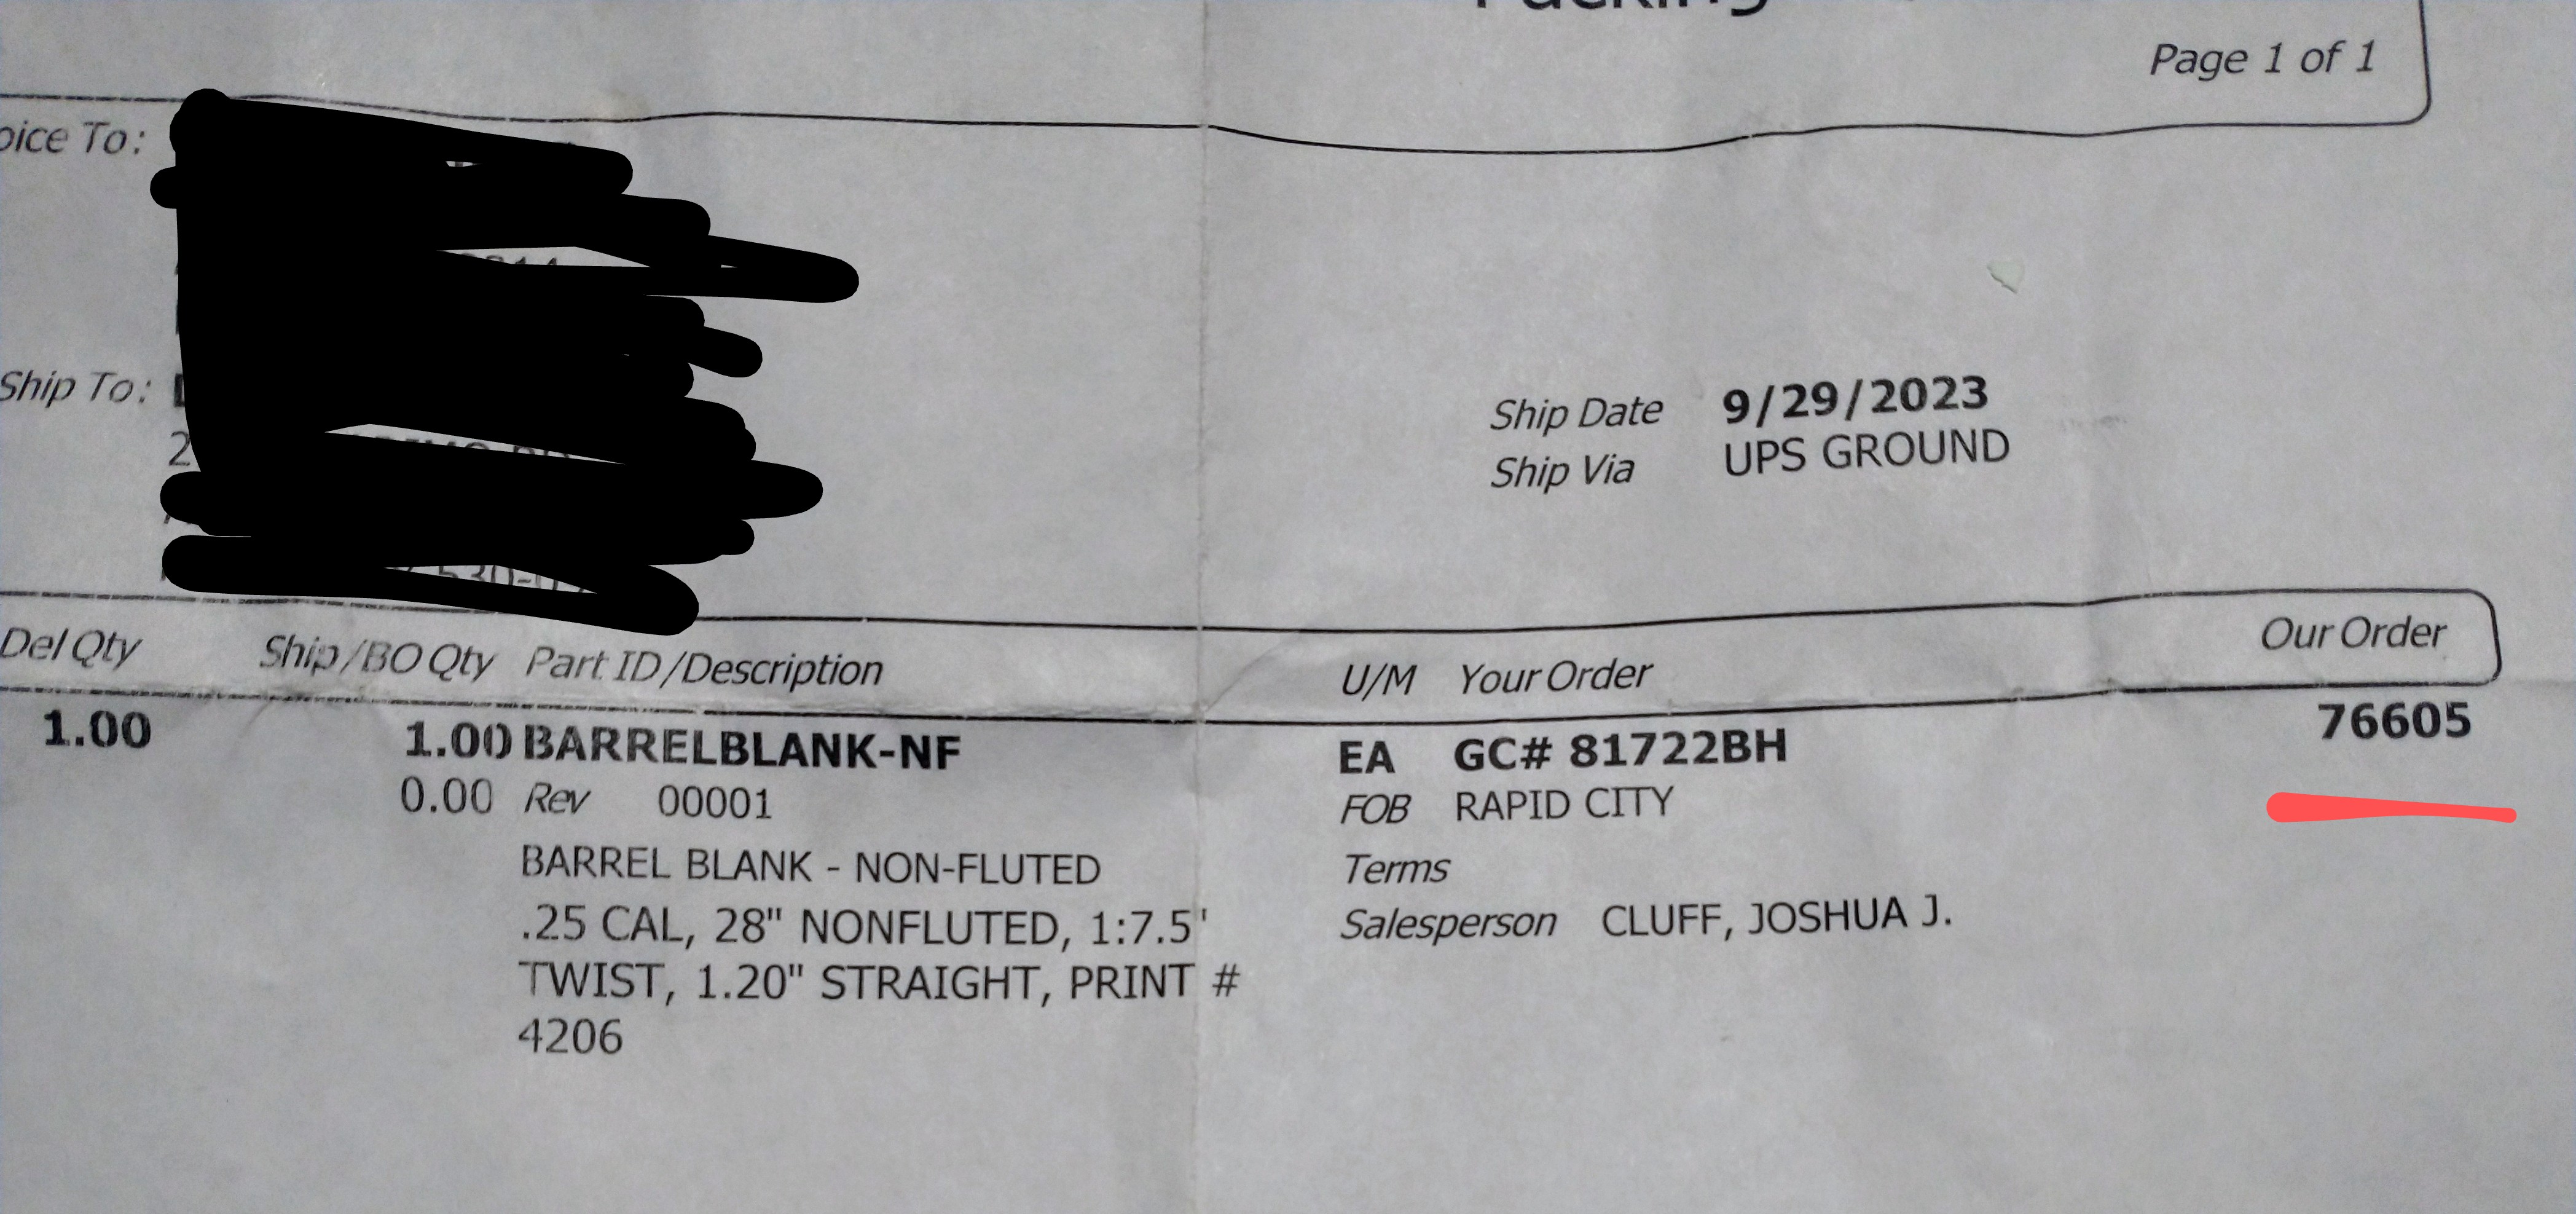 Packing
Page 1 of 1
oice To:
Ship To:
Ship Date 9/29/2023
Ship Via UPS GROUND
Del Qty Ship/BO Qty Part ID/Description U/M Your Order Our Order
1.00 1.00 BARRELBLANK-NF EA GC# 81722BH 76605
0.00 Rev 00001 FOB RAPID CITY
BARREL BLANK - NON-FLUTED Terms
.25 CAL, 28" NONFLUTED, 1:7.5' Salesperson CLUFF, JOSHUA J.
TWIST, 1.20" STRAIGHT, PRINT #
4206